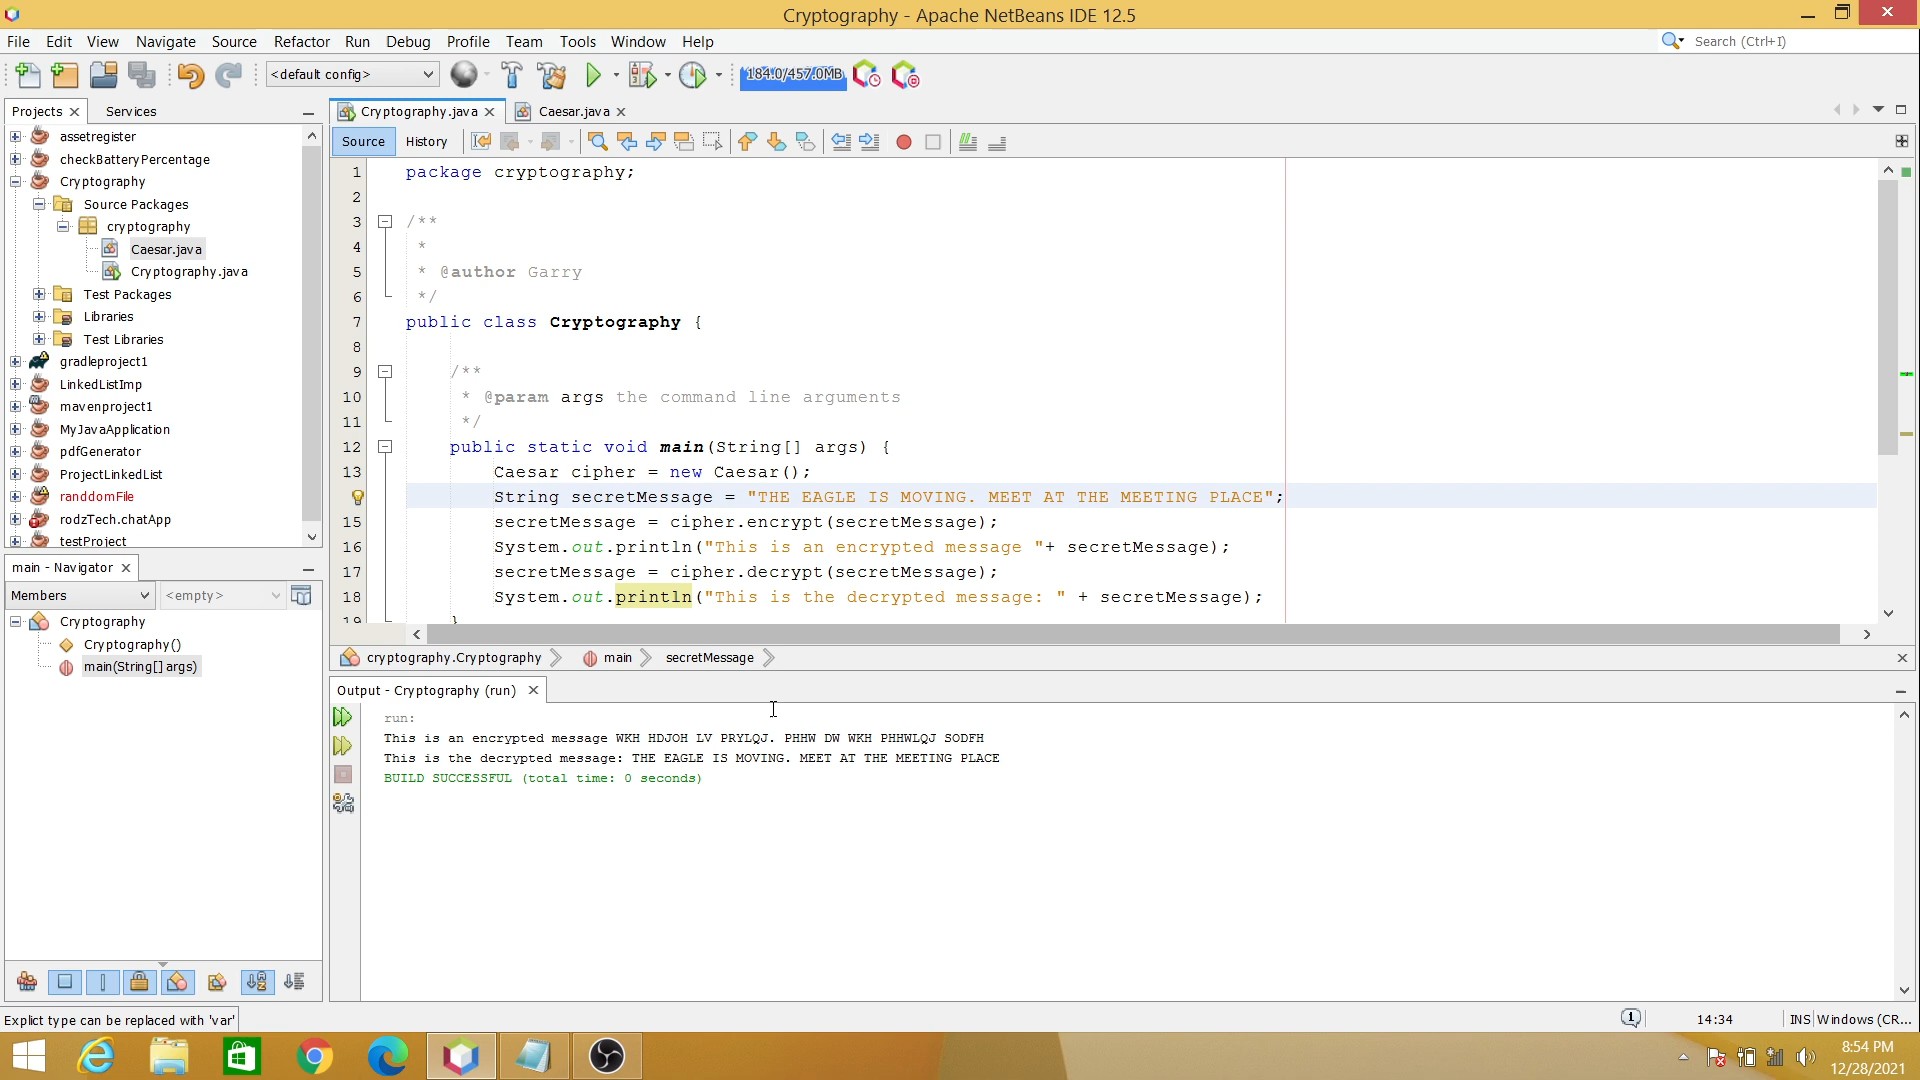 Cryptography - Apache NetBeans IDE 12.5
File Edit View Navigate Source Refactor Run Debug Profile Team Tools Window Help
Search (Ctrl+I)
<default config>
184.0/457.0MB
Projects Services
Cryptography.java Caesar.java
Source History
assetregister
checkBatteryPercentage
Cryptography
Source Packages
cryptography
Caesar.java
Cryptography.java
Test Packages
Libraries
Test Libraries
gradleproject1
LinkedListImp
mavenproject1
MyJavaApplication
pdfGenerator
ProjectLinkedList
randdomFile
rodzTech.chatApp
testProject
1 package cryptography;
2
3 /**
4 *
5 * @author Garry
6 */
7 public class Cryptography {
8
9 /**
10 * @param args the command line arguments
11 */
12 public static void main(String[] args) {
13 Caesar cipher = new Caesar();
String secretMessage = "THE EAGLE IS MOVING. MEET AT THE MEETING PLACE";
15 secretMessage = cipher.encrypt(secretMessage);
16 System.out.println("This is an encrypted message "+ secretMessage);
17 secretMessage = cipher.decrypt(secretMessage);
18 System.out.println("This is the decrypted message: " + secretMessage);
19 }
cryptography.Cryptography main secretMessage
main - Navigator
Members <empty>
Cryptography
Cryptography()
main(String[] args)
Output - Cryptography (run)
run:
This is an encrypted message WKH HDJOH LV PRYLQJ. PHHW DW WKH PHHWLQJ SODFH
This is the decrypted message: THE EAGLE IS MOVING. MEET AT THE MEETING PLACE
BUILD SUCCESSFUL (total time: 0 seconds)
Explict type can be replaced with 'var'
1 14:34 INS Windows (CR...
8:54 PM
12/28/2021